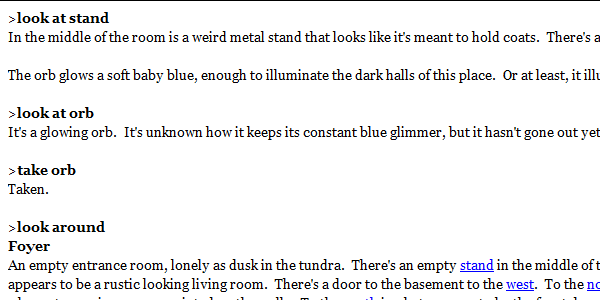 >look at stand
In the middle of the room is a weird metal stand that looks like it's meant to hold coats.  There's a
The orb glows a soft baby blue, enough to illuminate the dark halls of this place.  Or at least, it illu
>look at orb
It's a glowing orb.  It's unknown how it keeps its constant blue glimmer, but it hasn't gone out yet
>take orb
Taken.
>look around
Foyer
An empty entrance room, lonely as dusk in the tundra.  There's an empty stand in the middle of t
appears to be a rustic looking living room.  There's a door to the basement to the west.  To the no